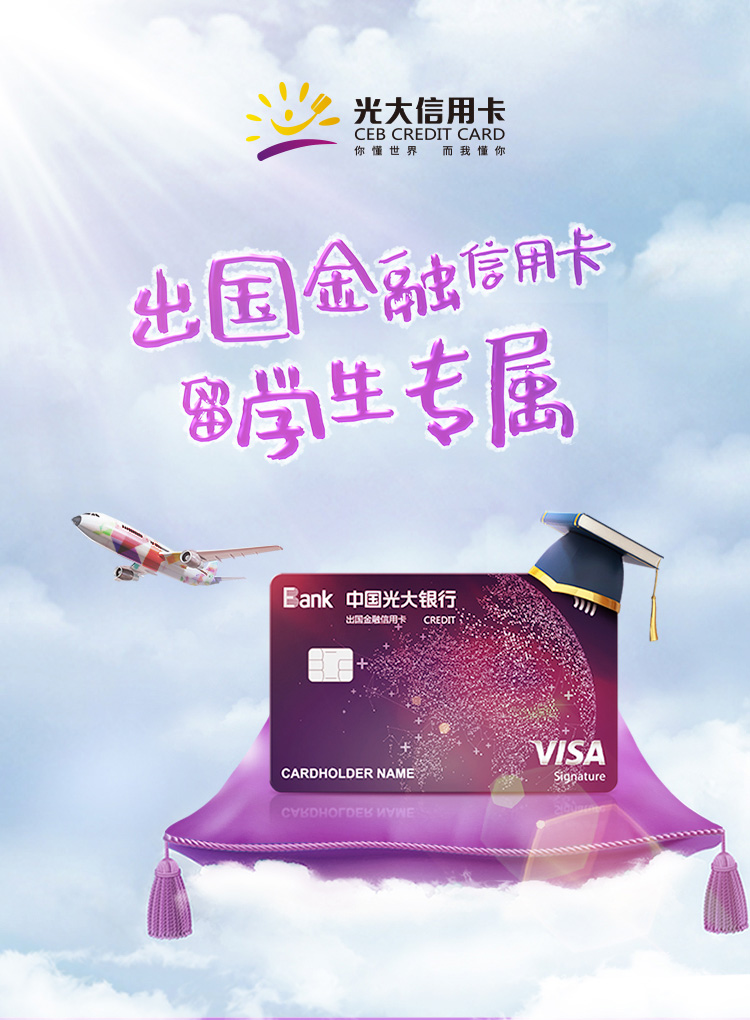 光大信用卡
CEB CREDIT CARD
你懂世界 而我懂你
出国金融信用卡
留学生专属
Bank 中国光大银行
出国金融信用卡 CREDIT
VISA
Signature
CARDHOLDER NAME
CARDHOLDER NAME